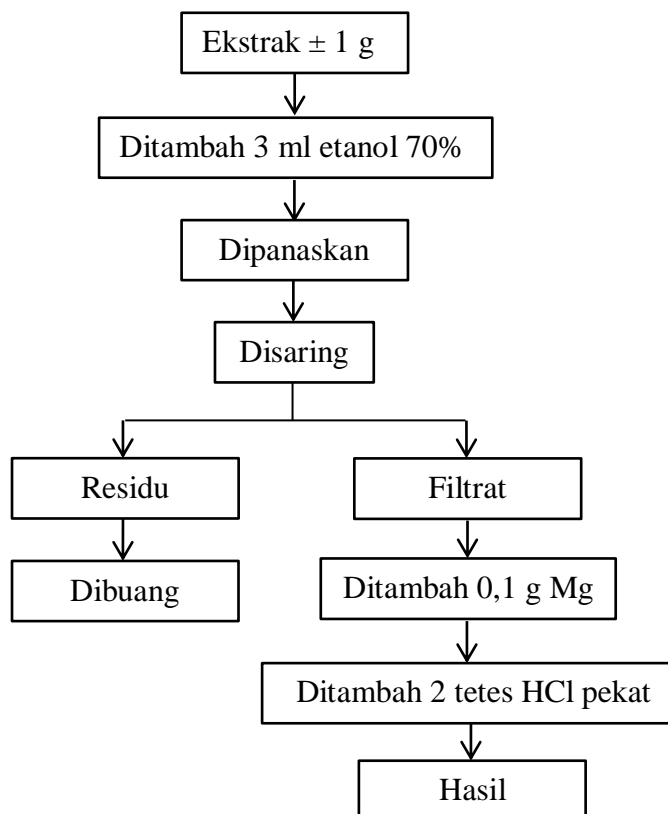 Ekstrak ± 1 g
Ditambah 3 ml etanol 70%
Dipanaskan
Disaring
Residu
Filtrat
Dibuang
Ditambah 0,1 g Mg
Ditambah 2 tetes HCl pekat
Hasil